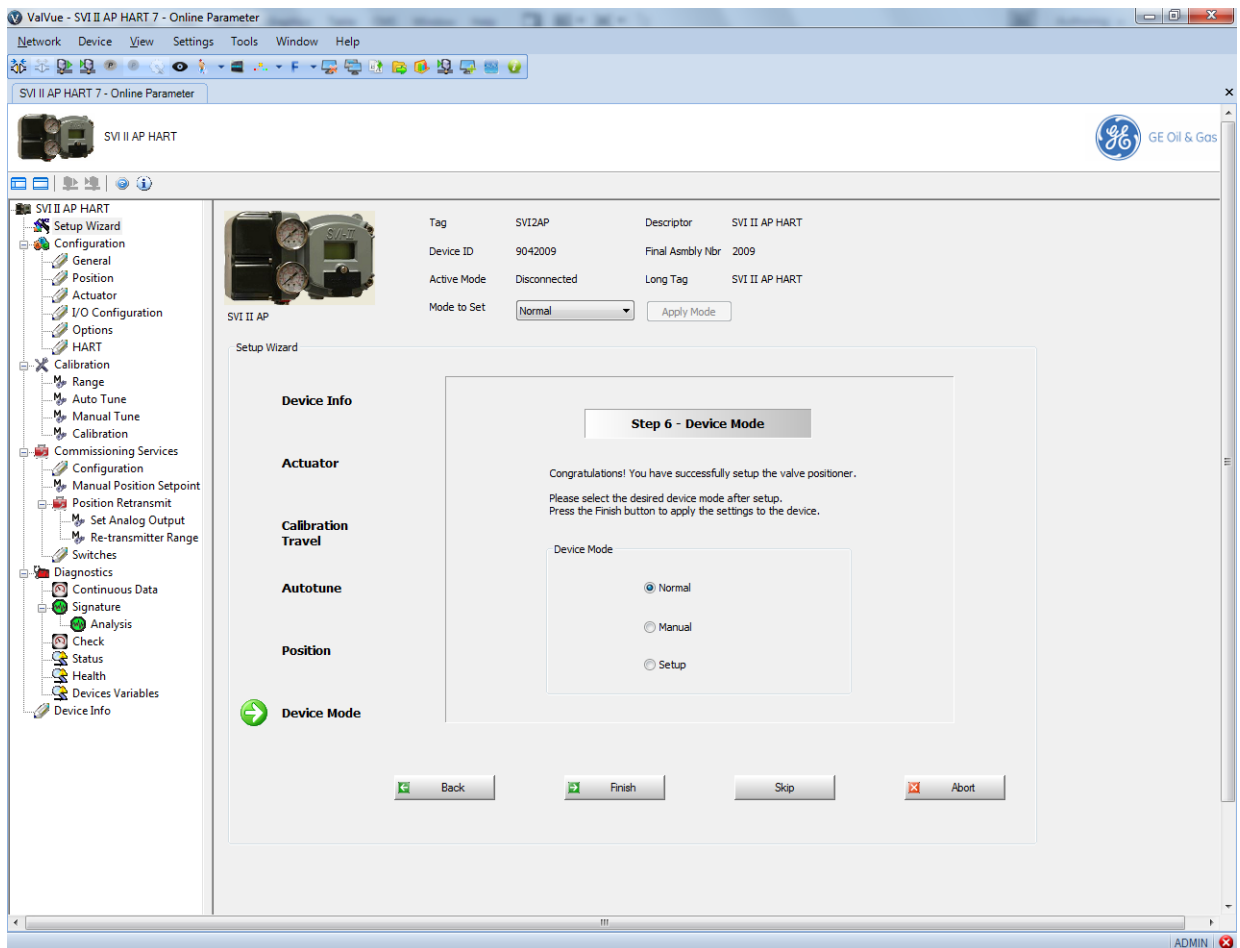 ValVue - SVI II AP HART 7 - Online Parameter
Network Device View Settings Tools Window Help
F
SVI II AP HART 7 - Online Parameter
SVI II AP HART
GE Oil & Gas
SVI II AP HART
Setup Wizard
Configuration
General
Position
Actuator
I/O Configuration
Options
HART
Calibration
Range
Auto Tune
Manual Tune
Calibration
Commissioning Services
Configuration
Manual Position Setpoint
Position Retransmit
Set Analog Output
Re-transmitter Range
Switches
Diagnostics
Continuous Data
Signature
Analysis
Check
Status
Health
Devices Variables
Device Info
SVI II AP
Tag SVI2AP Descriptor SVI II AP HART
Device ID 9042009 Final Asmbly Nbr 2009
Active Mode Disconnected Long Tag SVI II AP HART
Mode to Set Normal Apply Mode
Setup Wizard
Device Info
Actuator
Calibration
Travel
Autotune
Position
Device Mode
Step 6 - Device Mode
Congratulations! You have successfully setup the valve positioner.
Please select the desired device mode after setup.
Press the Finish button to apply the settings to the device.
Device Mode
Normal
Manual
Setup
Back Finish Skip Abort
ADMIN